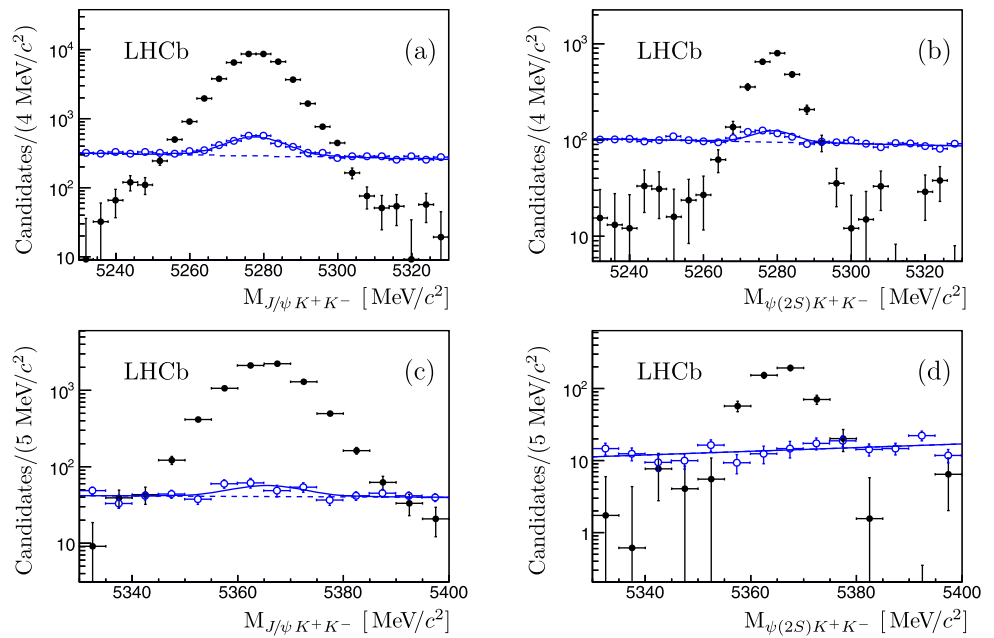 LHCb (a)
Candidates/(4 MeV/c²)
10⁴
10³
10²
10
5240 5260 5280 5300 5320
M_{J/ψ K⁺K⁻} [MeV/c²]
LHCb (b)
Candidates/(4 MeV/c²)
10³
10²
10
5240 5260 5280 5300 5320
M_{ψ(2S)K⁺K⁻} [MeV/c²]
LHCb (c)
Candidates/(5 MeV/c²)
10³
10²
10
5340 5360 5380 5400
M_{J/ψ K⁺K⁻} [MeV/c²]
LHCb (d)
Candidates/(5 MeV/c²)
10²
10
1
5340 5360 5380 5400
M_{ψ(2S)K⁺K⁻} [MeV/c²]